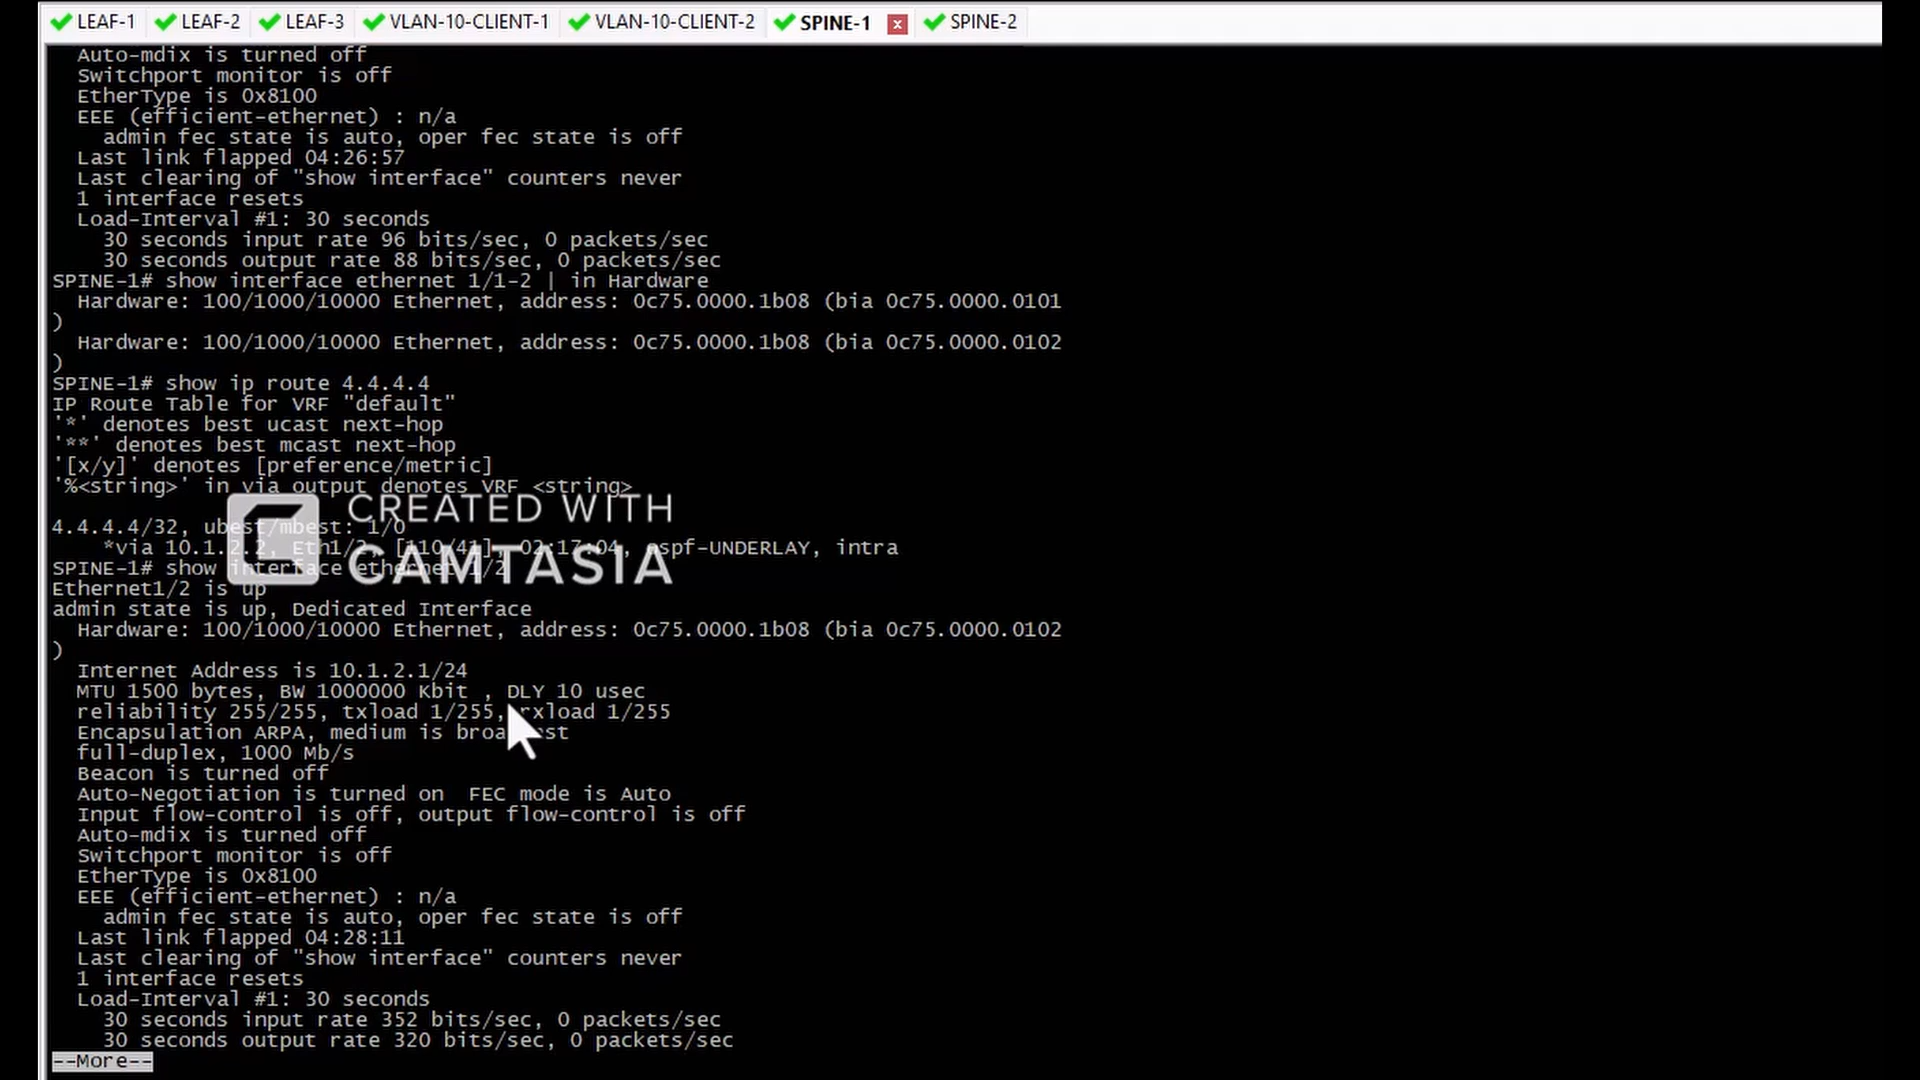 LEAF-1 LEAF-2 LEAF-3 VLAN-10-CLIENT-1 VLAN-10-CLIENT-2 SPINE-1 x SPINE-2
Auto-mdix is turned off
Switchport monitor is off
EtherType is 0x8100
EEE (efficient-ethernet) : n/a
admin fec state is auto, oper fec state is off
Last link flapped 04:26:57
Last clearing of "show interface" counters never
1 interface resets
Load-Interval #1: 30 seconds
30 seconds input rate 96 bits/sec, 0 packets/sec
30 seconds output rate 88 bits/sec, 0 packets/sec
SPINE-1# show interface ethernet 1/1-2 | in Hardware
Hardware: 100/1000/10000 Ethernet, address: 0c75.0000.1b08 (bia 0c75.0000.0101
)
Hardware: 100/1000/10000 Ethernet, address: 0c75.0000.1b08 (bia 0c75.0000.0102
)
SPINE-1# show ip route 4.4.4.4
IP Route Table for VRF "default"
'*' denotes best ucast next-hop
'**' denotes best mcast next-hop
'[x/y]' denotes [preference/metric]
'%<string>' in via output denotes VRF <string>
CREATED WITH
CAMTASIA
4.4.4.4/32, ubest/mbest: 1/0
*via 10.1.2.2, Eth1/2, [110/41], 02:17:04, ospf-UNDERLAY, intra
SPINE-1# show interface ethernet 1/2
Ethernet1/2 is up
admin state is up, Dedicated Interface
Hardware: 100/1000/10000 Ethernet, address: 0c75.0000.1b08 (bia 0c75.0000.0102
)
Internet Address is 10.1.2.1/24
MTU 1500 bytes, BW 1000000 Kbit , DLY 10 usec
reliability 255/255, txload 1/255, rxload 1/255
Encapsulation ARPA, medium is broadcast
full-duplex, 1000 Mb/s
Beacon is turned off
Auto-Negotiation is turned on  FEC mode is Auto
Input flow-control is off, output flow-control is off
Auto-mdix is turned off
Switchport monitor is off
EtherType is 0x8100
EEE (efficient-ethernet) : n/a
admin fec state is auto, oper fec state is off
Last link flapped 04:28:11
Last clearing of "show interface" counters never
1 interface resets
Load-Interval #1: 30 seconds
30 seconds input rate 352 bits/sec, 0 packets/sec
30 seconds output rate 320 bits/sec, 0 packets/sec
--More--